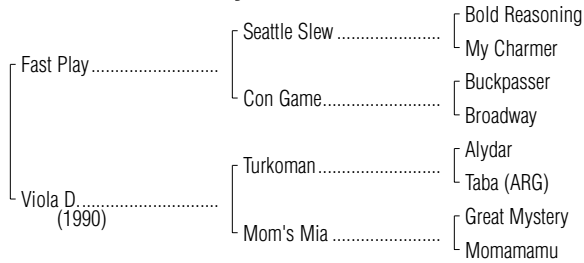 Bold Reasoning
Seattle Slew ......................
My Charmer
Fast Play...........................
Buckpasser
Con Game.......................
Broadway
Alydar
Turkoman..........................
Taba (ARG)
Viola D..............................
(1990)
Great Mystery
Mom's Mia .......................
Momamamu